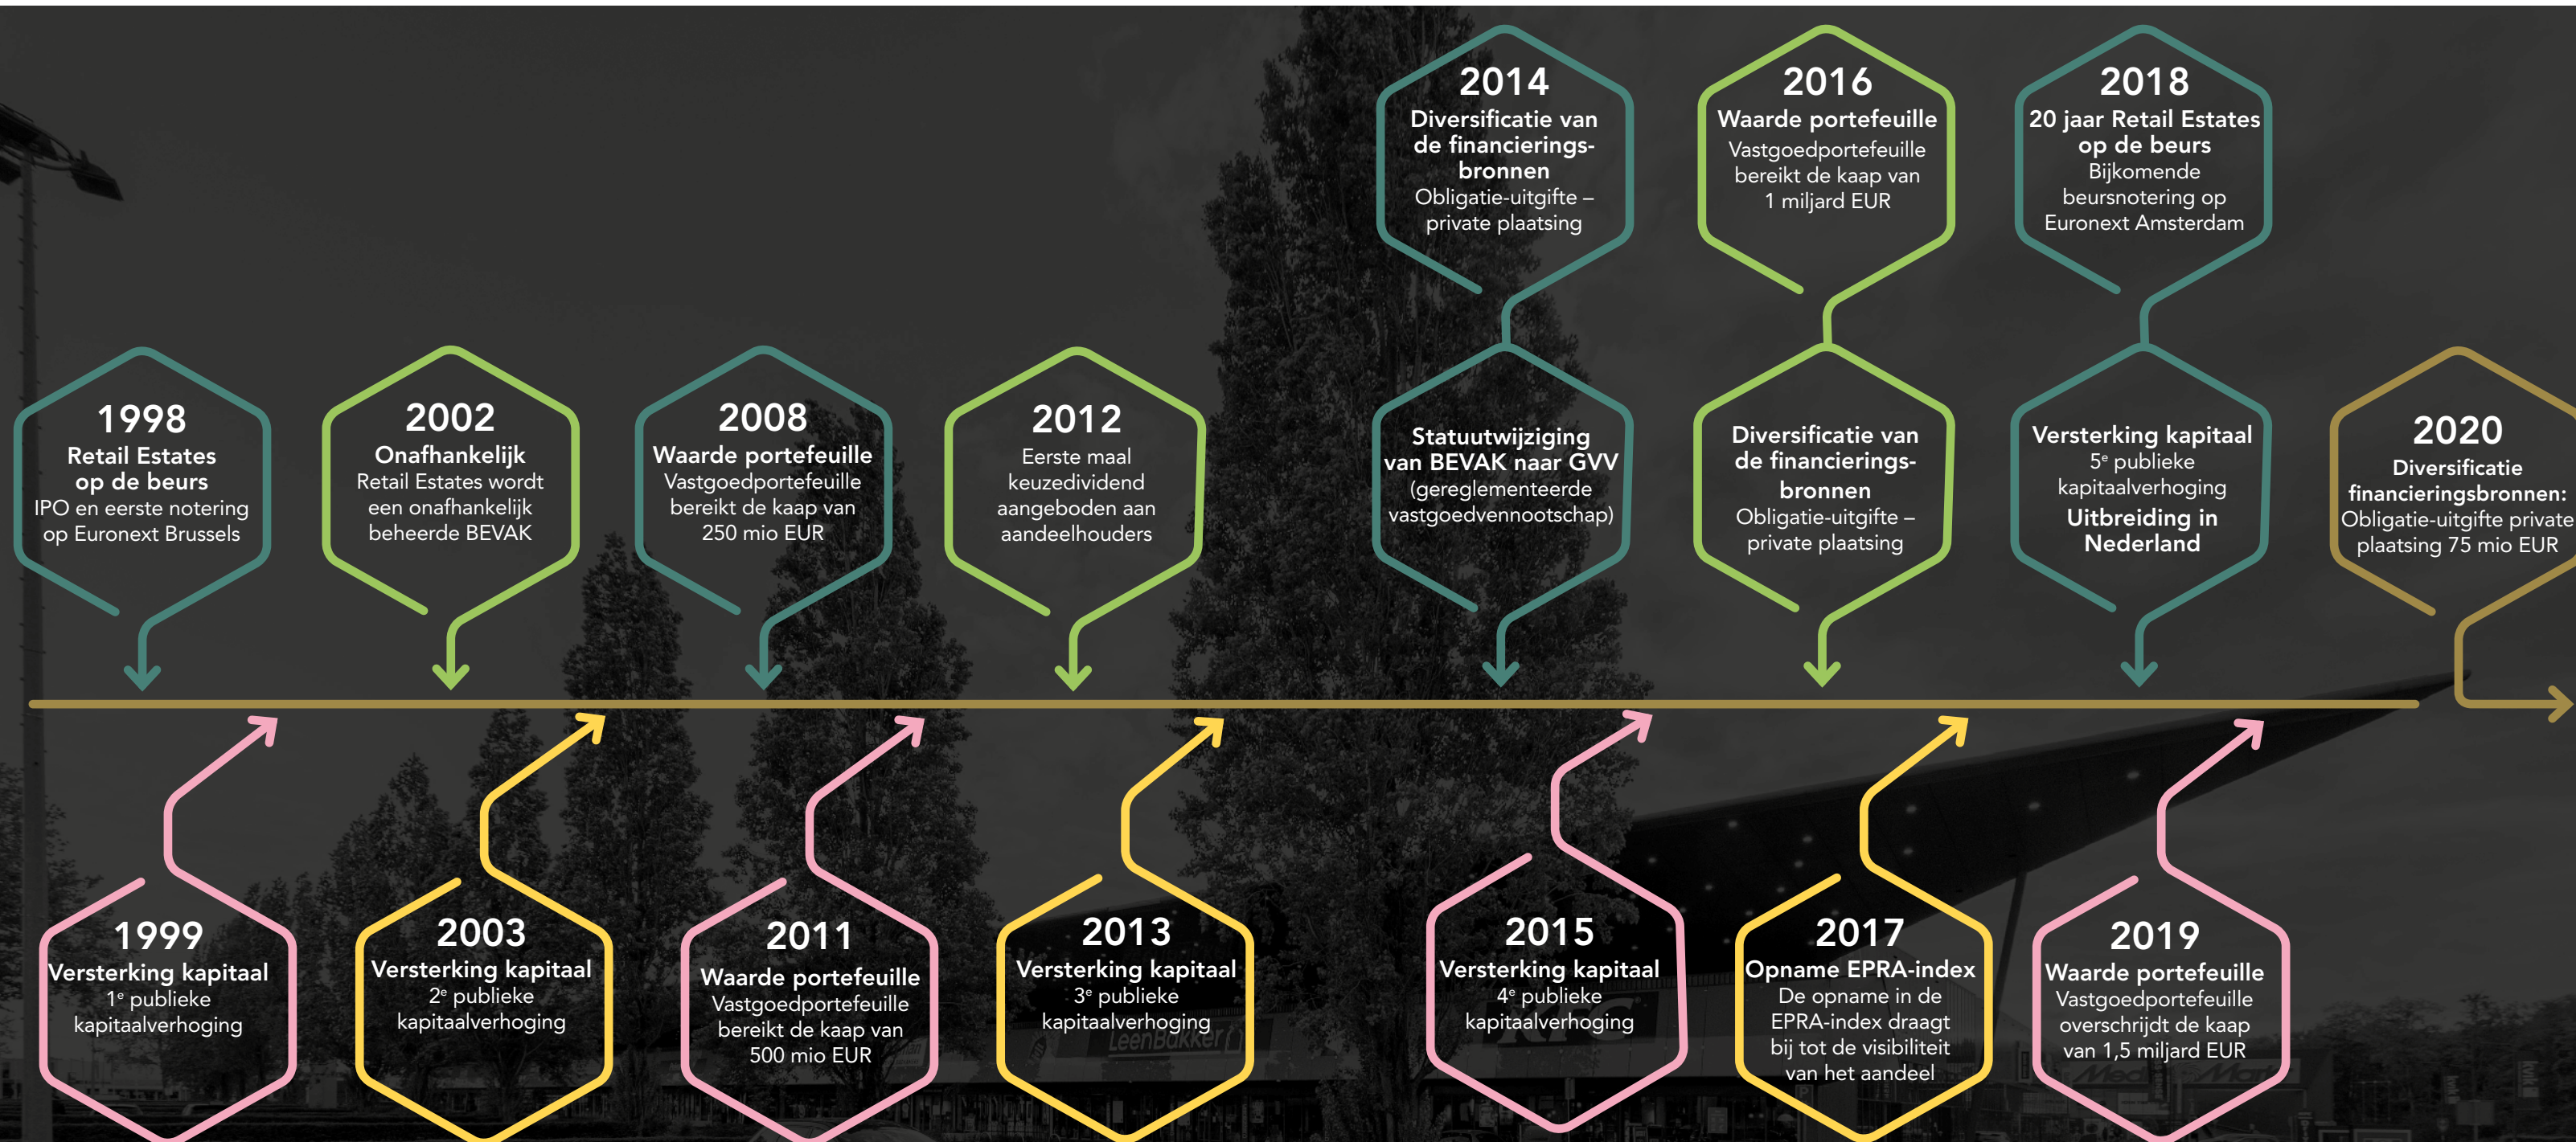 1998
Retail Estates
op de beurs
IPO en eerste notering
op Euronext Brussels
1999
Versterking kapitaal
1e publieke
kapitaalverhoging
2002
Onafhankelijk
Retail Estates wordt
een onafhankelijk
beheerde BEVAK
2003
Versterking kapitaal
2e publieke
kapitaalverhoging
2008
Waarde portefeuille
Vastgoedportefeuille
bereikt de kaap van
250 mio EUR
2011
Waarde portefeuille
Vastgoedportefeuille
bereikt de kaap van
500 mio EUR
2012
Eerste maal
keuzedividend
aangeboden aan
aandeelhouders
2013
Versterking kapitaal
3e publieke
kapitaalverhoging
LeenBakker
2014
Diversificatie van
de financierings-
bronnen
Obligatie-uitgifte –
private plaatsing
Statuutwijziging
van BEVAK naar GVV
(gereglementeerde
vastgoedvennootschap)
2015
Versterking kapitaal
4e publieke
kapitaalverhoging
KFC
2016
Waarde portefeuille
Vastgoedportefeuille
bereikt de kaap van
1 miljard EUR
Diversificatie van
de financierings-
bronnen
Obligatie-uitgifte –
private plaatsing
2017
Opname EPRA-index
De opname in de
EPRA-index draagt
bij tot de visibiliteit
van het aandeel
2018
20 jaar Retail Estates
op de beurs
Bijkomende
beursnotering op
Euronext Amsterdam
Versterking kapitaal
5e publieke
kapitaalverhoging
Uitbreiding in
Nederland
2019
Waarde portefeuille
Vastgoedportefeuille
overschrijdt de kaap
van 1,5 miljard EUR
2020
Diversificatie
financieringsbronnen:
Obligatie-uitgifte private
plaatsing 75 mio EUR